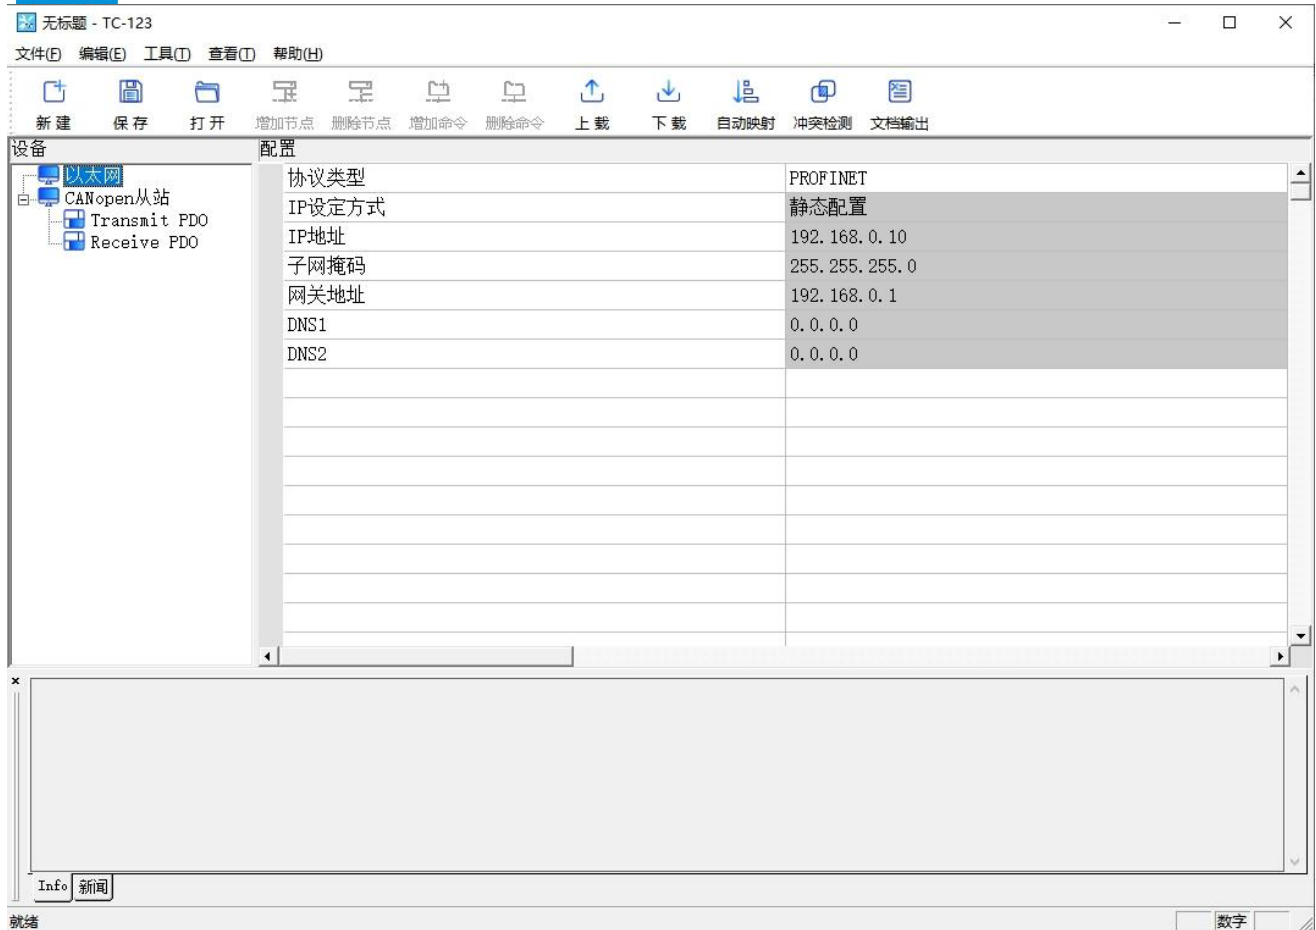 无标题 - TC-123
文件(F) 编辑(E) 工具(T) 查看(T) 帮助(H)
新 建 保 存 打 开 增加节点 删除节点 增加命令 删除命令 上 载 下 载 自动映射 冲突检测 文档输出
设备 配置
以太网
CANopen从站
Transmit PDO
Receive PDO
协议类型 PROFINET
IP设定方式 静态配置
IP地址 192.168.0.10
子网掩码 255.255.255.0
网关地址 192.168.0.1
DNS1 0.0.0.0
DNS2 0.0.0.0
Info 新闻
就绪 数字